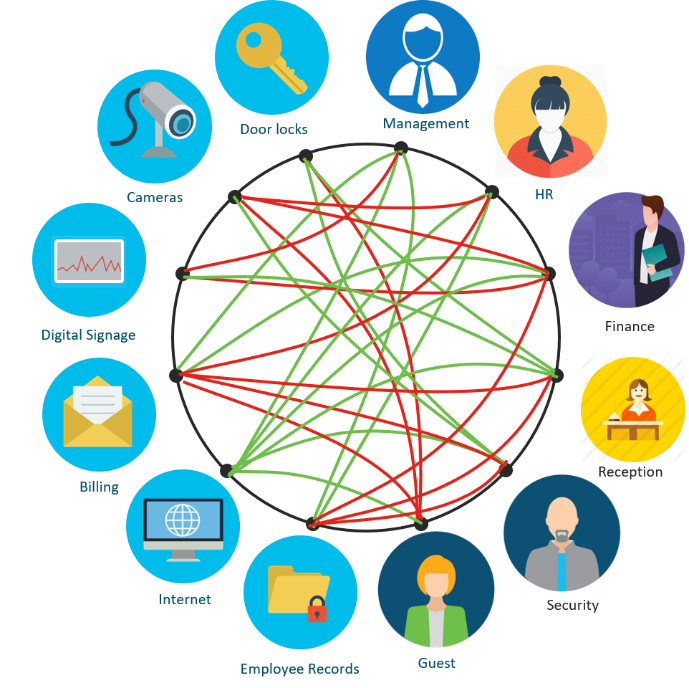 Door locks
Management
HR
Finance
Reception
Security
Guest
Employee Records
Internet
Billing
Digital Signage
Cameras